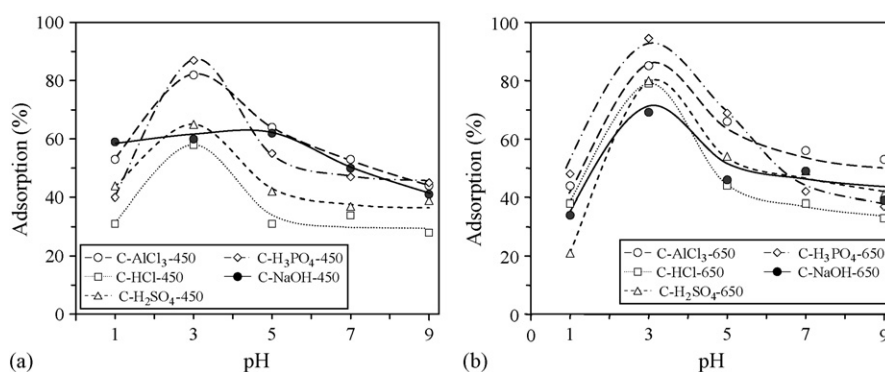 100
80
60
40
20
0
Adsorption (%)
C-AlCl₃-450
C-HCl-450
C-H₂SO₄-450
C-H₃PO₄-450
C-NaOH-450
1 3 5 7 9
(a) pH
100
80
60
40
20
0
Adsorption (%)
C-AlCl₃-650
C-HCl-650
C-H₂SO₄-650
C-H₃PO₄-650
C-NaOH-650
0 1 3 5 7 9
(b) pH